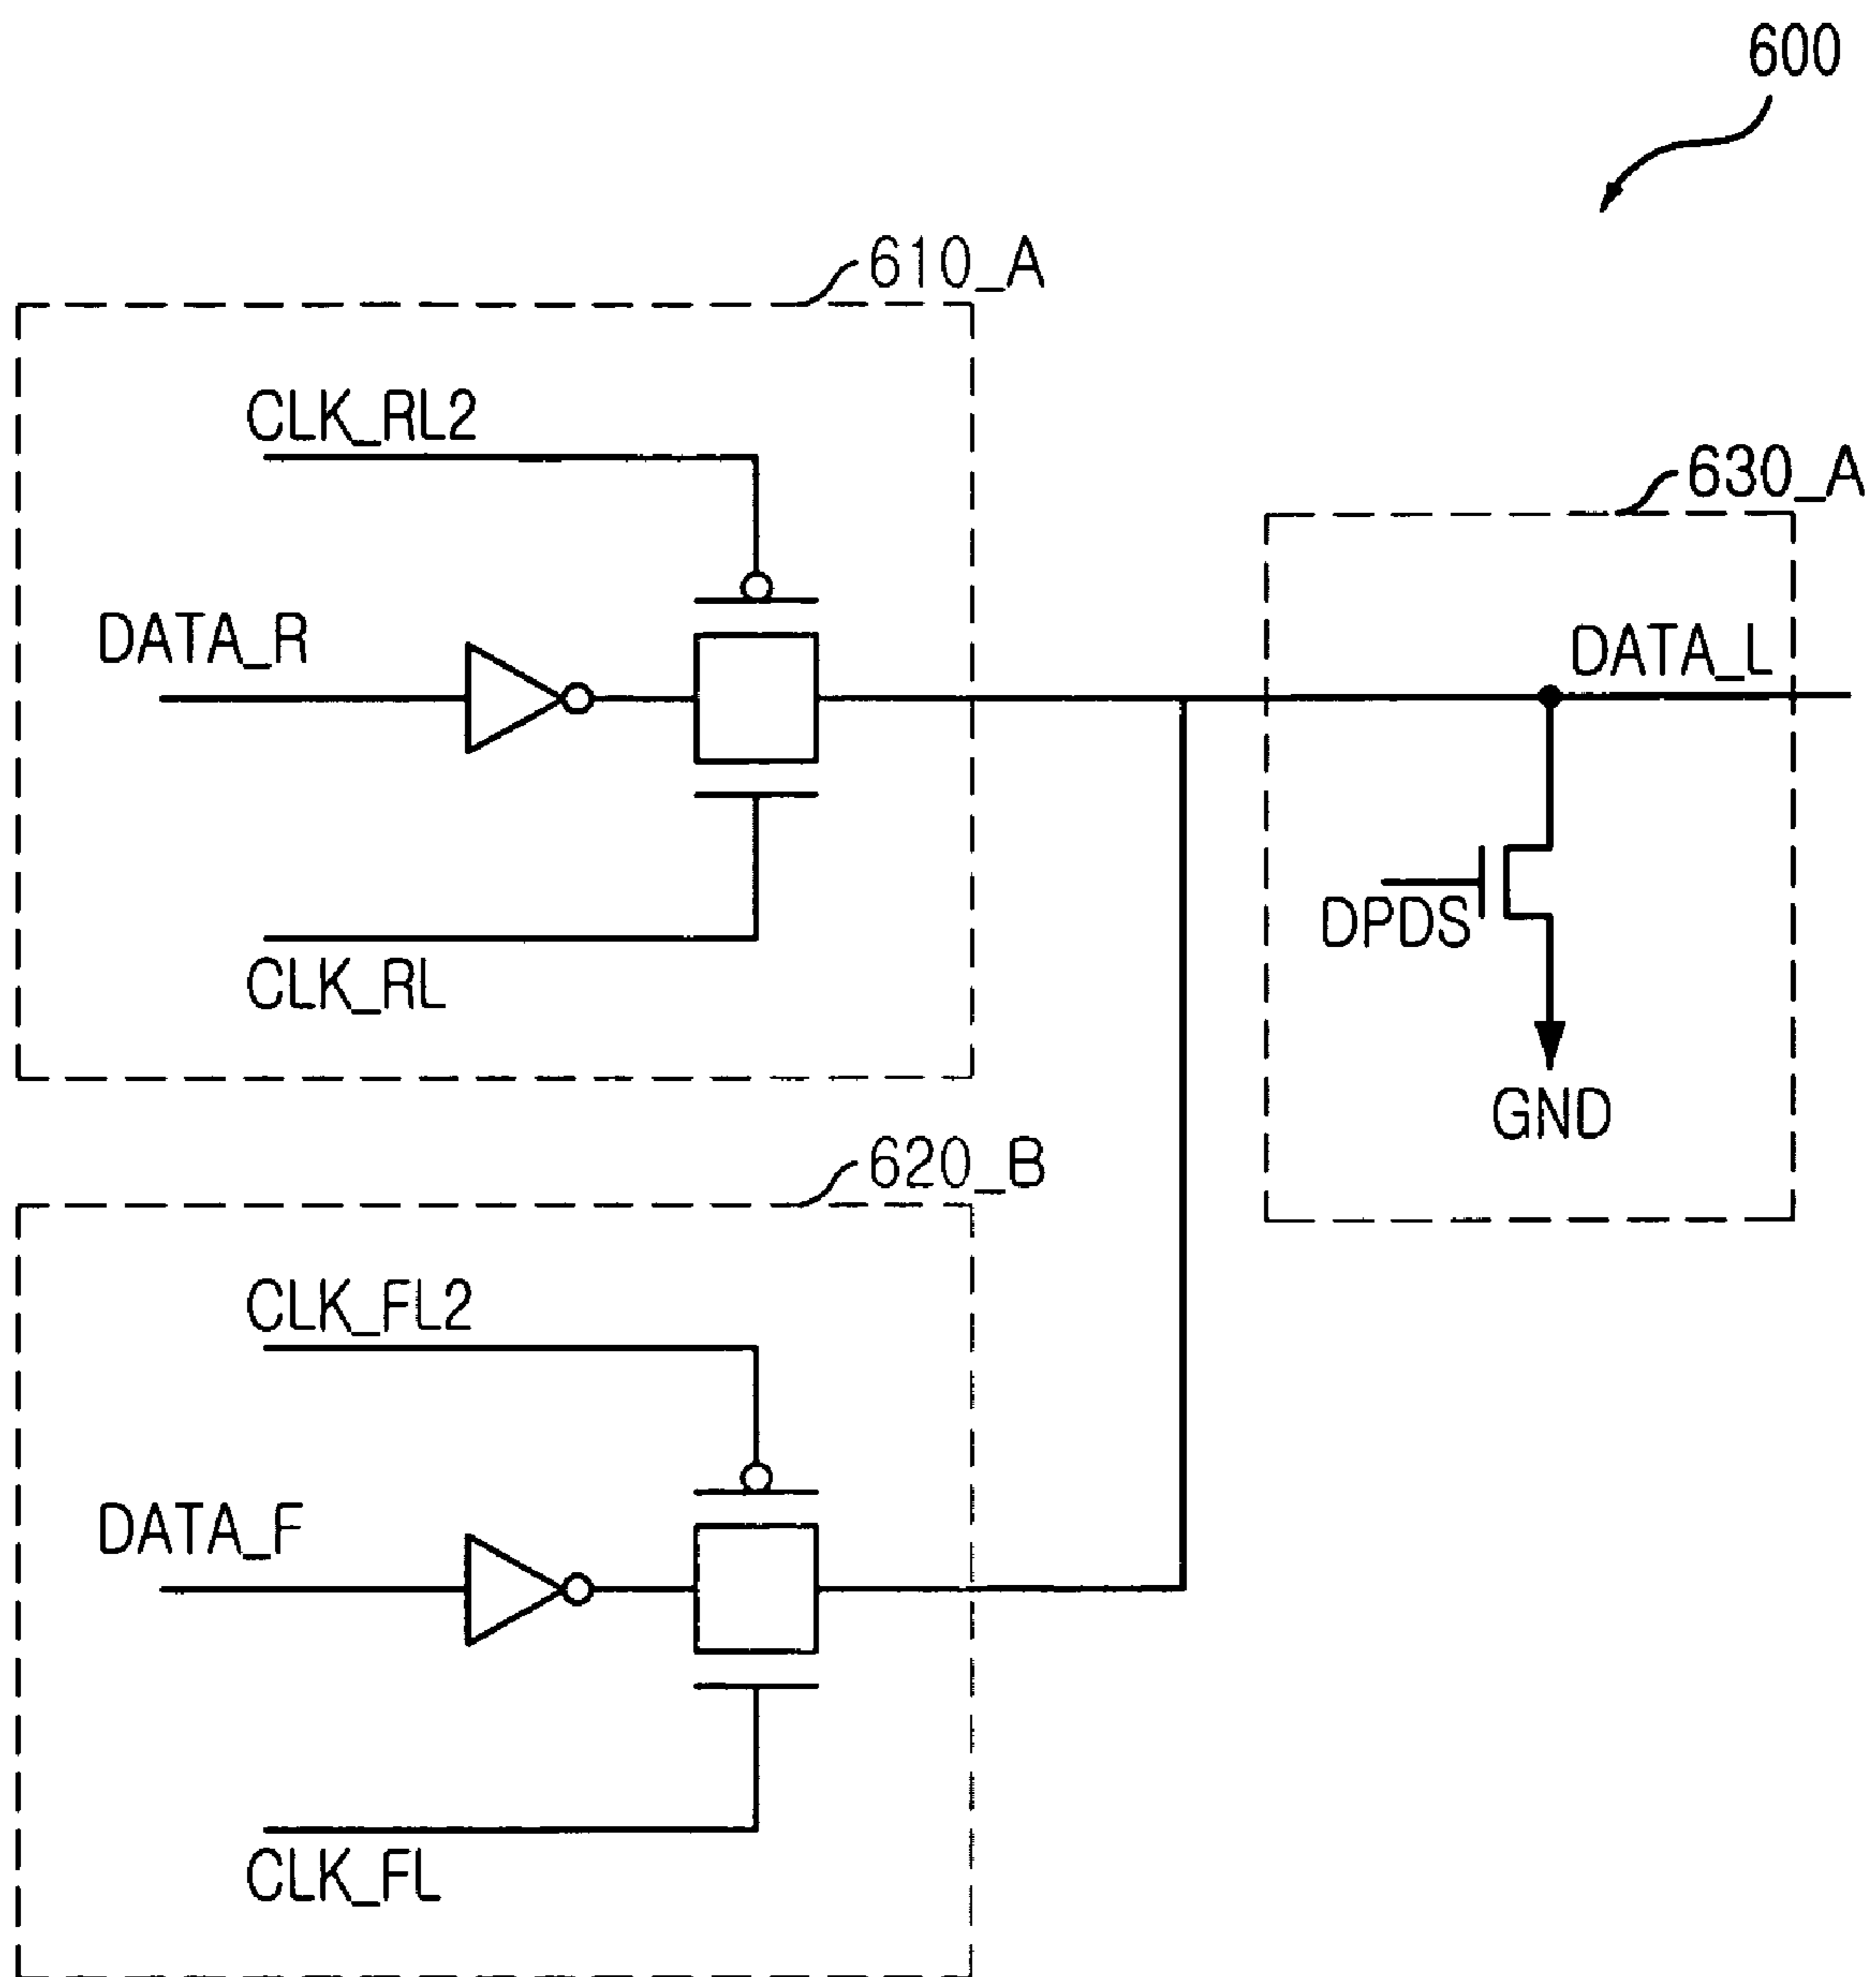 600
610_A
CLK_RL2
DATA_R
CLK_RL
630_A
DATA_L
DPDS
GND
620_B
CLK_FL2
DATA_F
CLK_FL